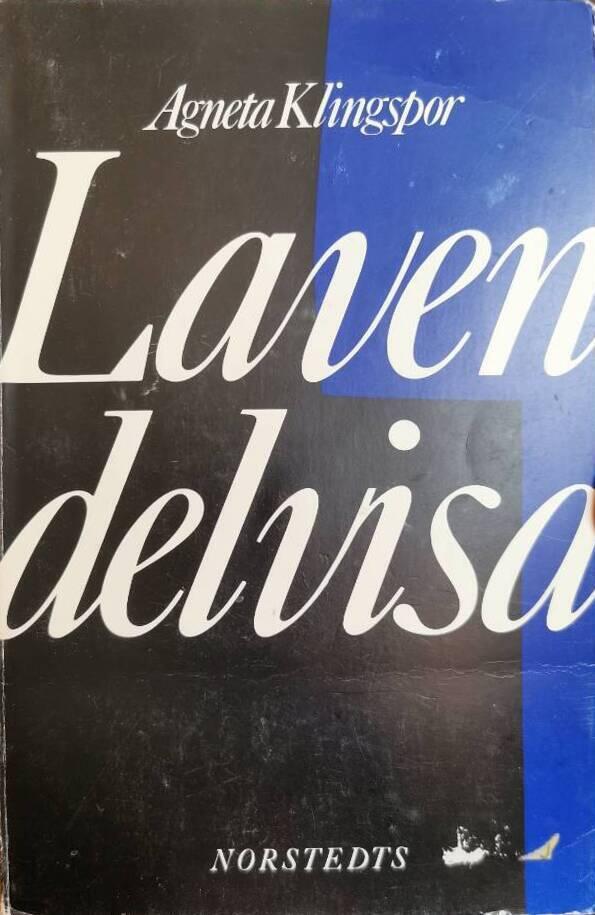 Agneta Klingspor
Laven
delvisa
NORSTEDTS